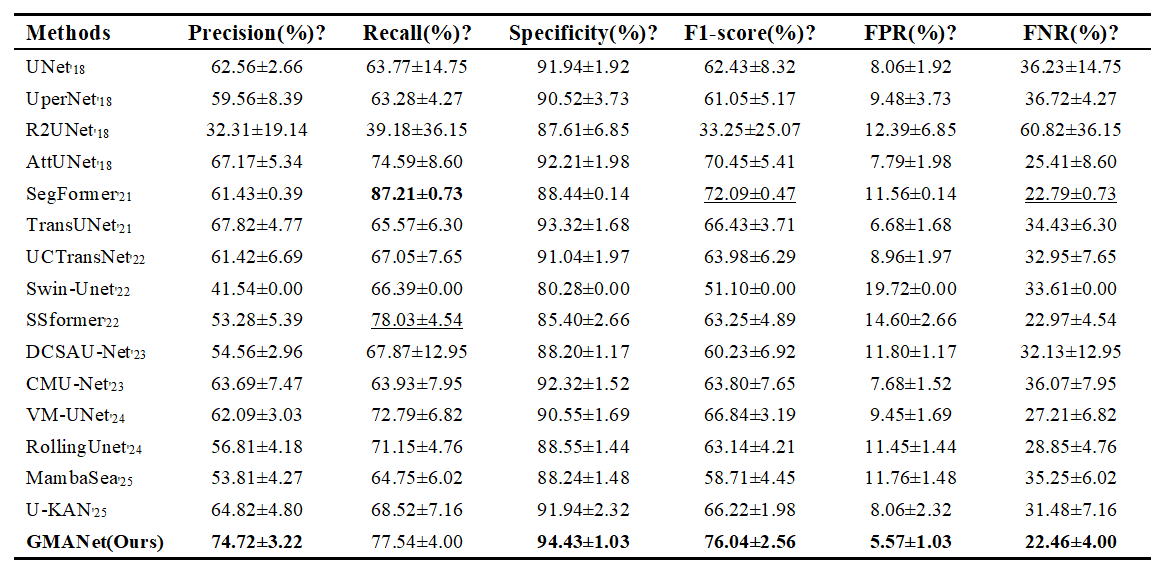 Methods Precision(%)? Recall(%)? Specificity(%)? F1-score(%)? FPR(%)? FNR(%)?
UNet'18 62.56±2.66 63.77±14.75 91.94±1.92 62.43±8.32 8.06±1.92 36.23±14.75
UperNet'18 59.56±8.39 63.28±4.27 90.52±3.73 61.05±5.17 9.48±3.73 36.72±4.27
R2UNet'18 32.31±19.14 39.18±36.15 87.61±6.85 33.25±25.07 12.39±6.85 60.82±36.15
AttUNet'18 67.17±5.34 74.59±8.60 92.21±1.98 70.45±5.41 7.79±1.98 25.41±8.60
SegFormer'21 61.43±0.39 87.21±0.73 88.44±0.14 72.09±0.47 11.56±0.14 22.79±0.73
TransUNet'21 67.82±4.77 65.57±6.30 93.32±1.68 66.43±3.71 6.68±1.68 34.43±6.30
UCTransNet'22 61.42±6.69 67.05±7.65 91.04±1.97 63.98±6.29 8.96±1.97 32.95±7.65
Swin-Unet'22 41.54±0.00 66.39±0.00 80.28±0.00 51.10±0.00 19.72±0.00 33.61±0.00
SSformer'22 53.28±5.39 78.03±4.54 85.40±2.66 63.25±4.89 14.60±2.66 22.97±4.54
DCSAU-Net'23 54.56±2.96 67.87±12.95 88.20±1.17 60.23±6.92 11.80±1.17 32.13±12.95
CMU-Net'23 63.69±7.47 63.93±7.95 92.32±1.52 63.80±7.65 7.68±1.52 36.07±7.95
VM-UNet'24 62.09±3.03 72.79±6.82 90.55±1.69 66.84±3.19 9.45±1.69 27.21±6.82
RollingUnet'24 56.81±4.18 71.15±4.76 88.55±1.44 63.14±4.21 11.45±1.44 28.85±4.76
MambaSea'25 53.81±4.27 64.75±6.02 88.24±1.48 58.71±4.45 11.76±1.48 35.25±6.02
U-KAN'25 64.82±4.80 68.52±7.16 91.94±2.32 66.22±1.98 8.06±2.32 31.48±7.16
GMANet(Ours) 74.72±3.22 77.54±4.00 94.43±1.03 76.04±2.56 5.57±1.03 22.46±4.00